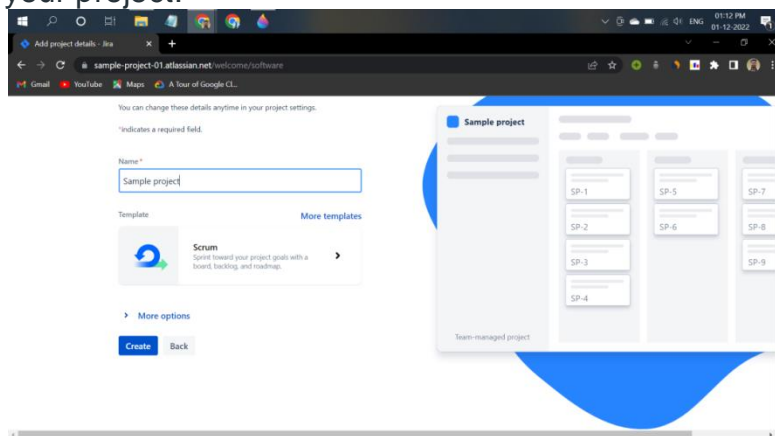 your project.
01:12 PM
ENG
01-12-2022
Add project details - Jira
sample-project-01.atlassian.net/welcome/software
Gmail YouTube Maps A Tour of Google Cl...
You can change these details anytime in your project settings.
*indicates a required field.
Name*
Sample project
Template More templates
Scrum
Sprint toward your project goals with a
board, backlog, and roadmap.
More options
Create Back
Sample project
SP-1 SP-5 SP-7
SP-2 SP-6 SP-8
SP-3 SP-9
SP-4
Team-managed project